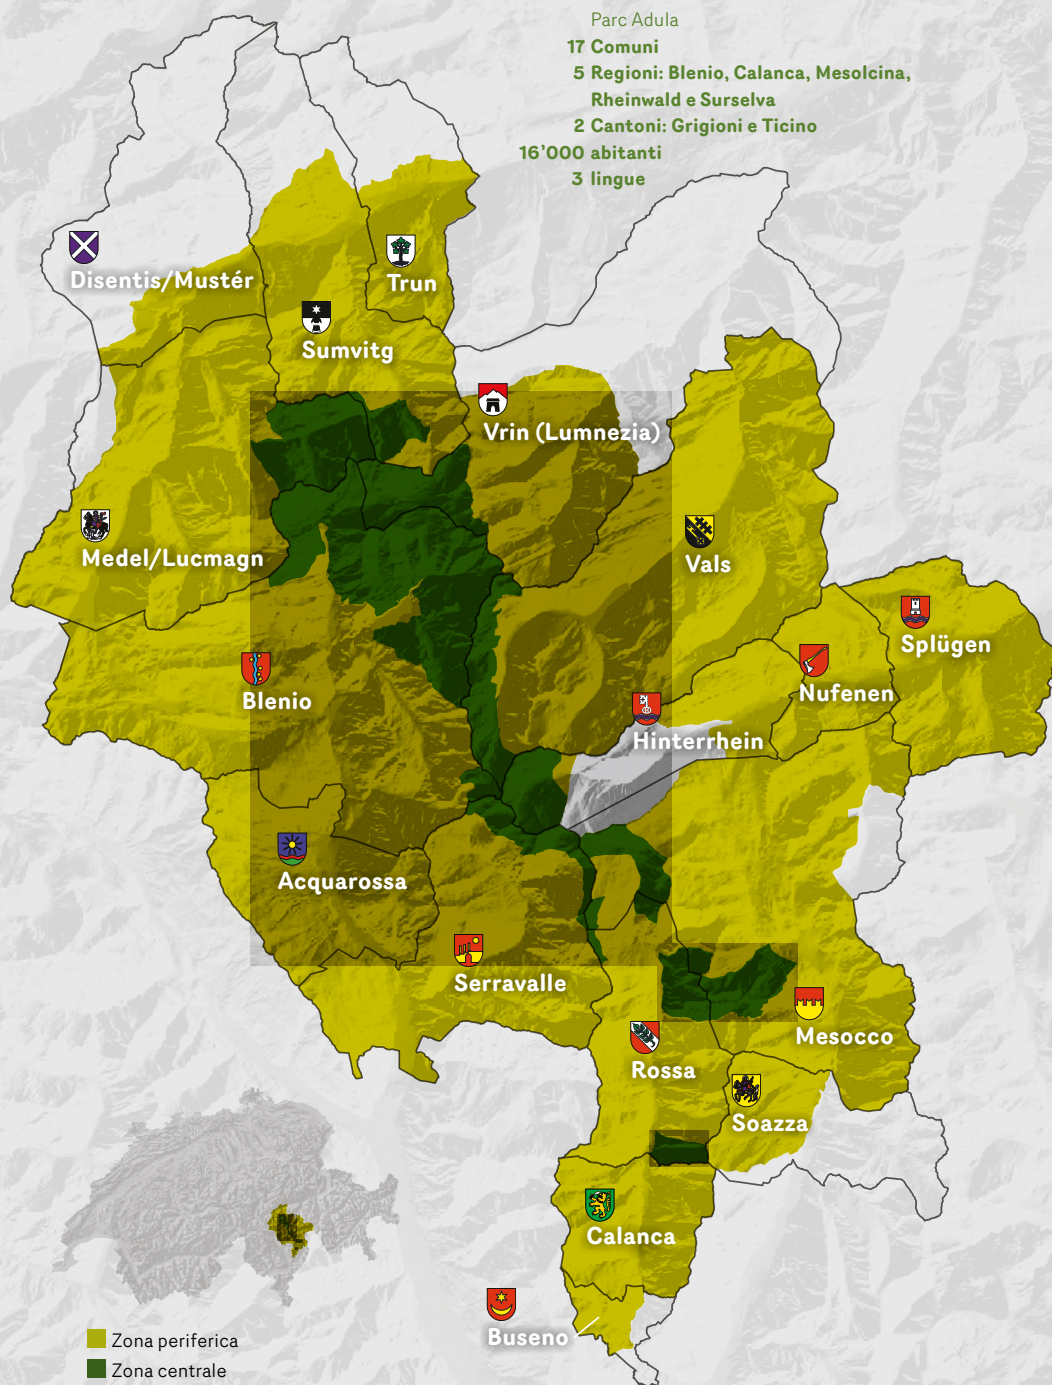 Parc Adula
17 Comuni
5 Regioni: Blenio, Calanca, Mesolcina,
Rheinwald e Surselva
2 Cantoni: Grigioni e Ticino
16’000 abitanti
3 lingue
Disentis/Mustér
Trun
Sumvitg
Vrin (Lumnezia)
Medel/Lucmagn
Vals
Splügen
Nufenen
Blenio
Hinterrhein
Acquarossa
Serravalle
Mesocco
Rossa
Soazza
Calanca
Buseno
Zona periferica
Zona centrale